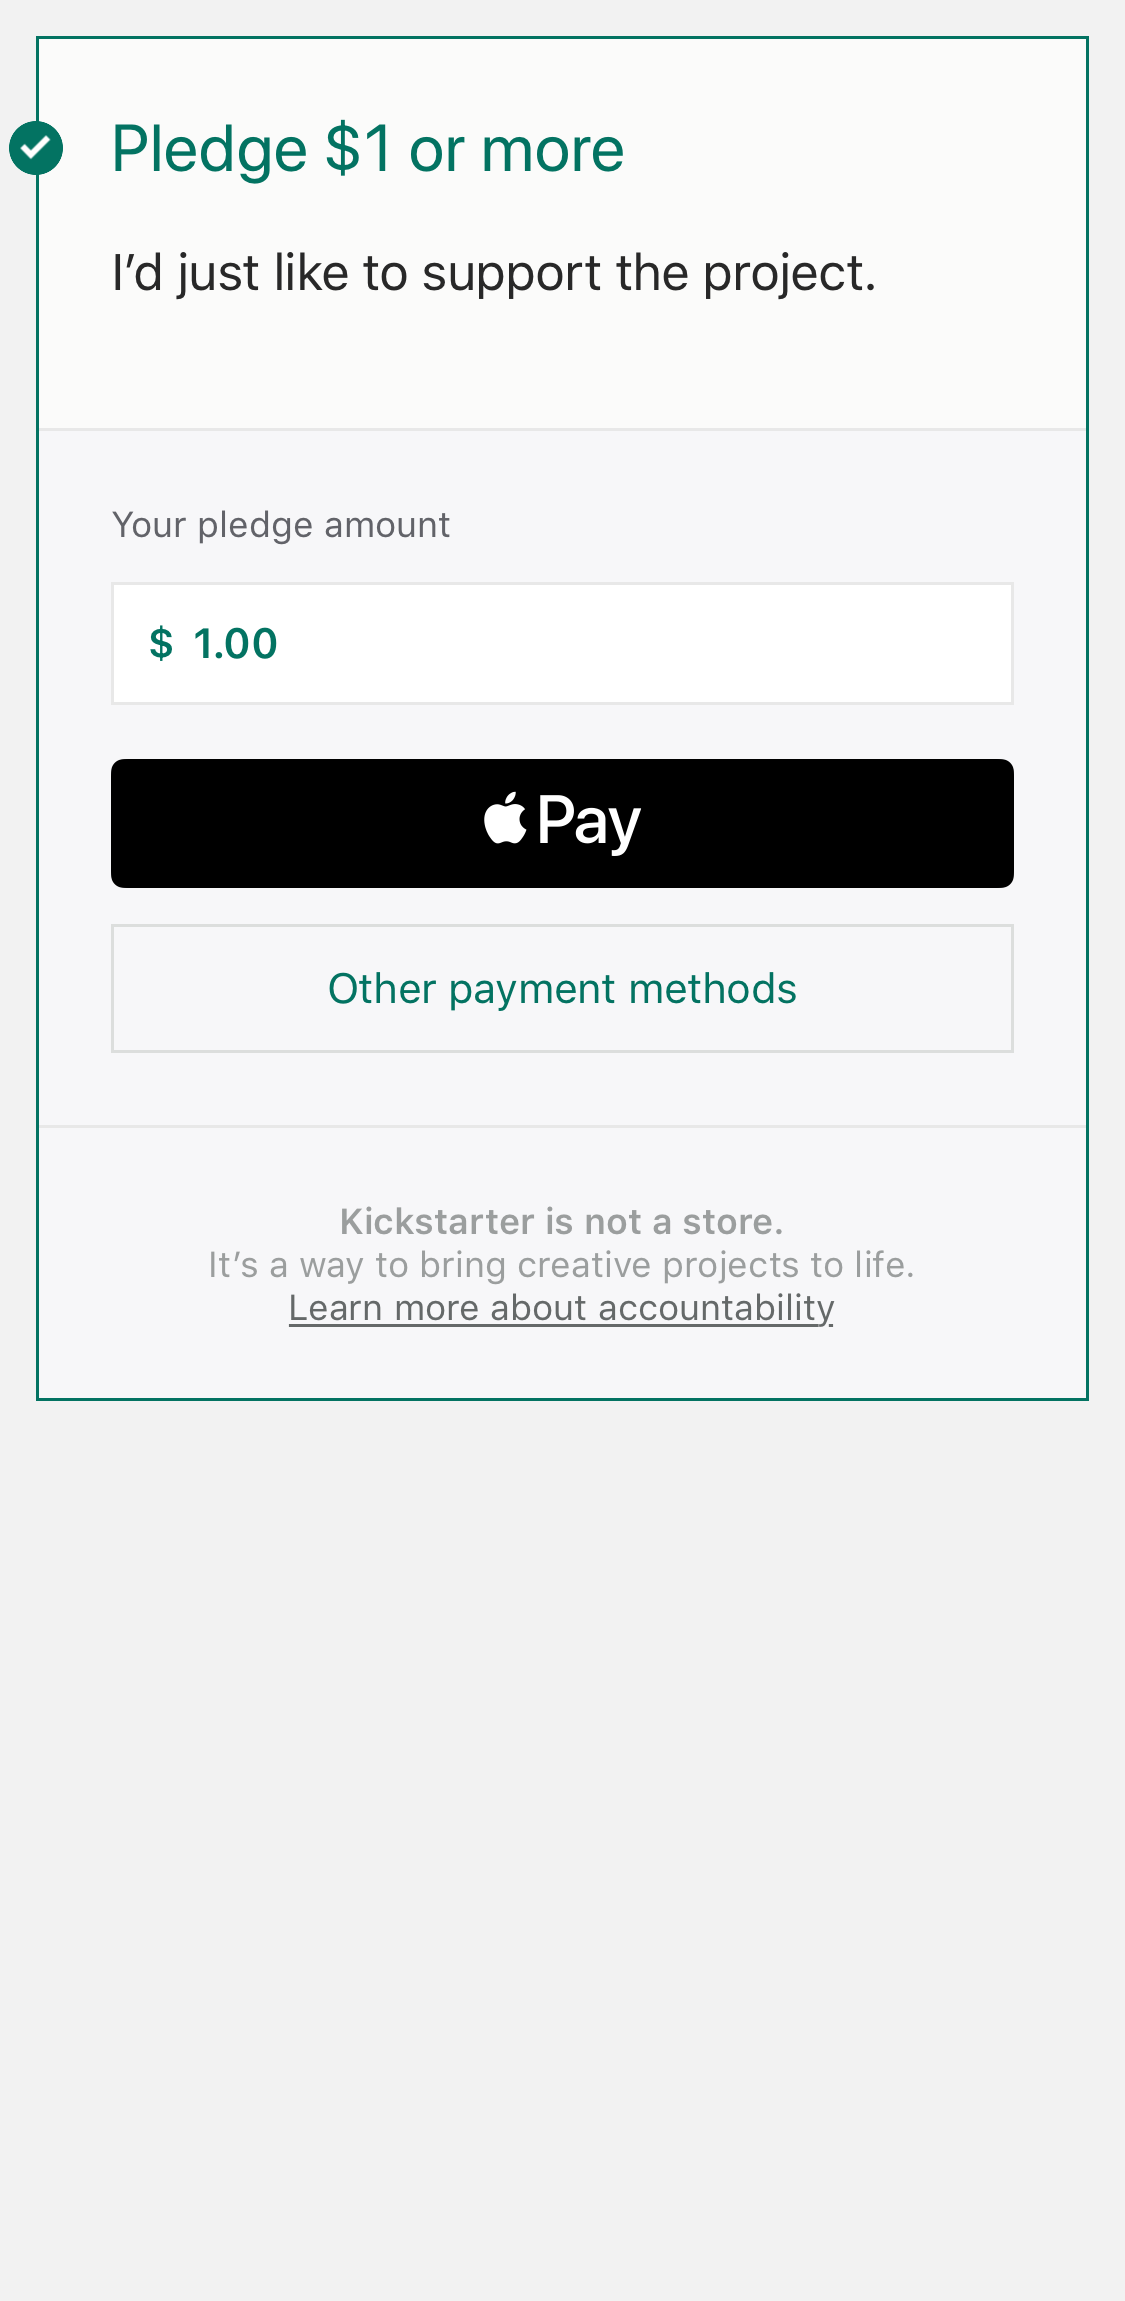 Pledge $1 or more
I’d just like to support the project.
Your pledge amount
$ 1.00
Pay
Other payment methods
Kickstarter is not a store.
It’s a way to bring creative projects to life.
Learn more about accountability